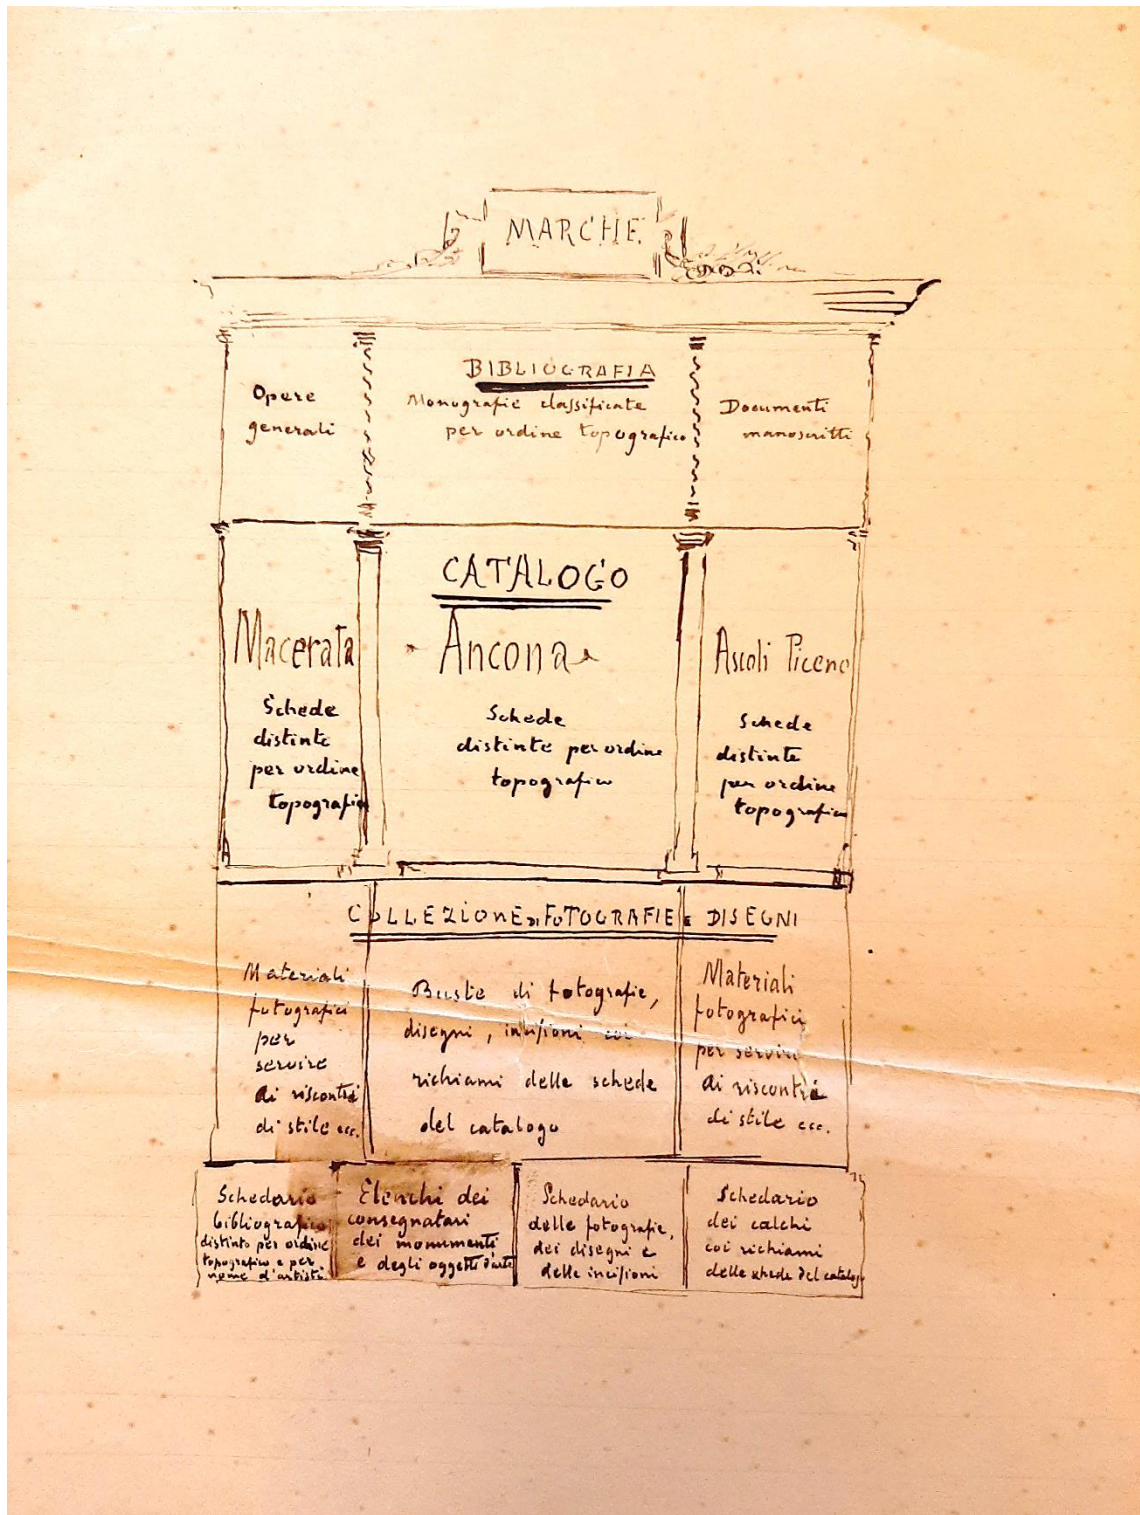 MARCHE
BIBLIOGRAFIA
Opere
generali
Monografie classificate
per ordine topografico
Documenti
manoscritti
CATALOGO
Macerata
Schede
distinte
per ordine
topografico
Ancona
Schede
distinte per ordine
topografico
Ascoli Piceno
Schede
distinte
per ordine
topografico
COLLEZIONE DI FOTOGRAFIE E DISEGNI
Materiali
fotografici
per
servire
di riscontri
di stile ecc.
Buste di fotografie,
disegni, incisioni coi
richiami delle schede
del catalogo
Materiali
fotografici
per servire
di riscontri
di stile ecc.
Schedario
bibliografico
distinto per ordine
topografico e per
nome d'artisti
Elenchi dei
consegnatari
dei monumenti
e degli oggetti d'arte
Schedario
delle fotografie,
dei disegni e
delle incisioni
Schedario
dei calchi
coi richiami
delle schede del catalogo